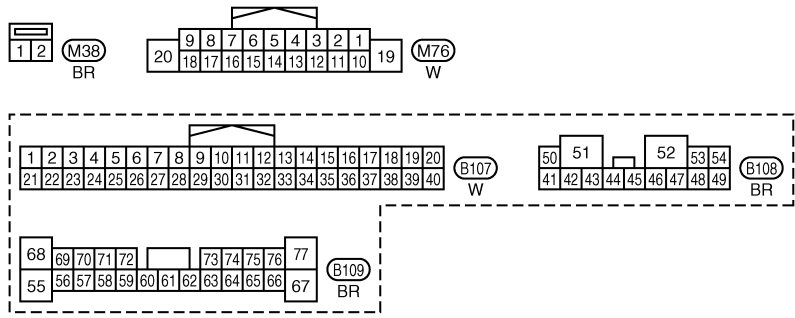 1 2 M38
BR
20 9 8 7 6 5 4 3 2 1 19 M76
18 17 16 15 14 13 12 11 10
W
1 2 3 4 5 6 7 8 9 10 11 12 13 14 15 16 17 18 19 20 B107
21 22 23 24 25 26 27 28 29 30 31 32 33 34 35 36 37 38 39 40
W
50 51 52 53 54 B108
41 42 43 44 45 46 47 48 49
BR
68 69 70 71 72 73 74 75 76 77 B109
55 56 57 58 59 60 61 62 63 64 65 66 67
BR